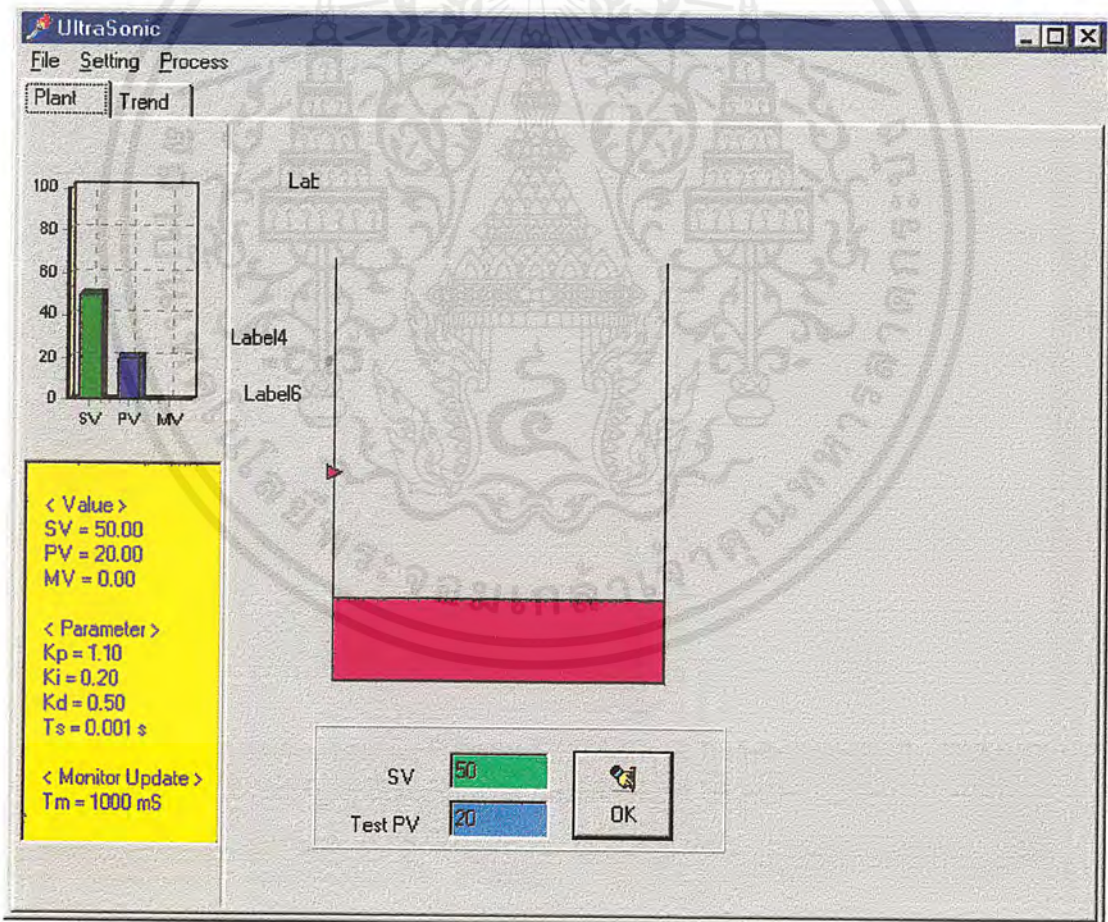 UltraSonic
File Setting Process
Plant Trend
100
80
60
40
20
0
SV PV MV
Lab
Label4
Label6
< Value >
SV = 50.00
PV = 20.00
MV = 0.00
< Parameter >
Kp = 1.10
Ki = 0.20
Kd = 0.50
Ts = 0.001 s
< Monitor Update >
Tm = 1000 mS
SV 50
Test PV 20
OK